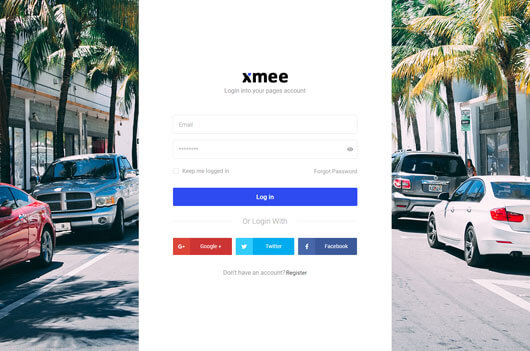 xmee
Login into your pages account
Email
********
Keep me logged in Forgot Password
Log in
Or Login With
G+ Google + Twitter f Facebook
Don't have an account? Register